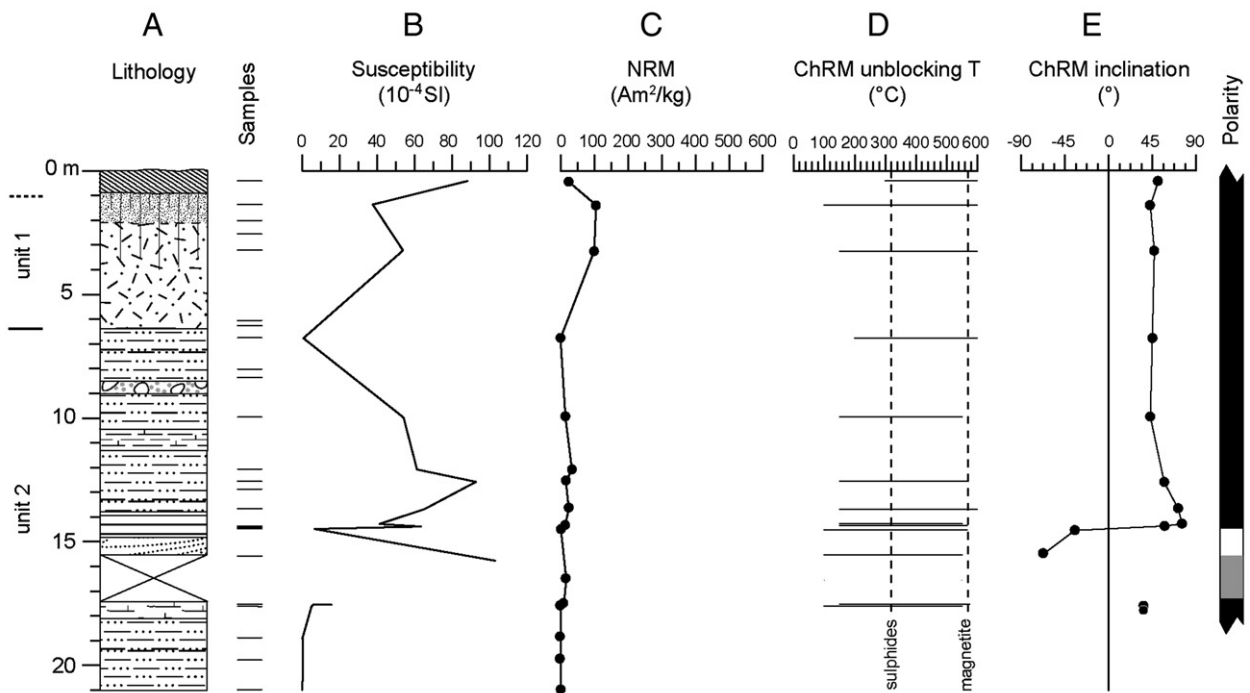 A B C D E
Lithology Samples Susceptibility NRM ChRM unblocking T ChRM inclination Polarity
(10⁻⁴SI) (Am²/kg) (°C) (°)
0 20 40 60 80 100 120 0 100 200 300 400 500 600 0 100 200 300 400 500 600 -90 -45 0 45 90
0 m
unit 1
5
10
unit 2
15
20
sulphides
magnetite